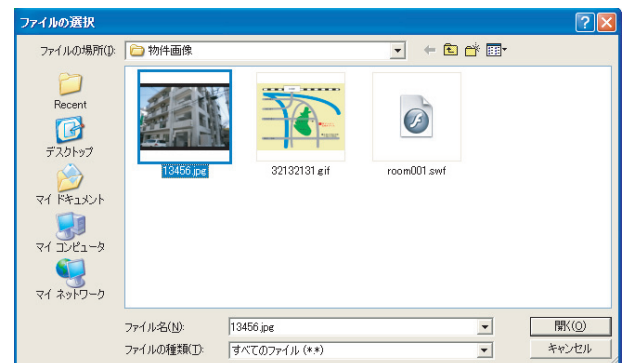 ファイルの選択
ファイルの場所(I):
物件画像
Recent
デスクトップ
マイ ドキュメント
マイ コンピュータ
マイ ネットワーク
13456.jpg
32132131.gif
room001.swf
ファイル名(N):
13456.jpg
開く(O)
ファイルの種類(T):
すべてのファイル (*.*)
キャンセル